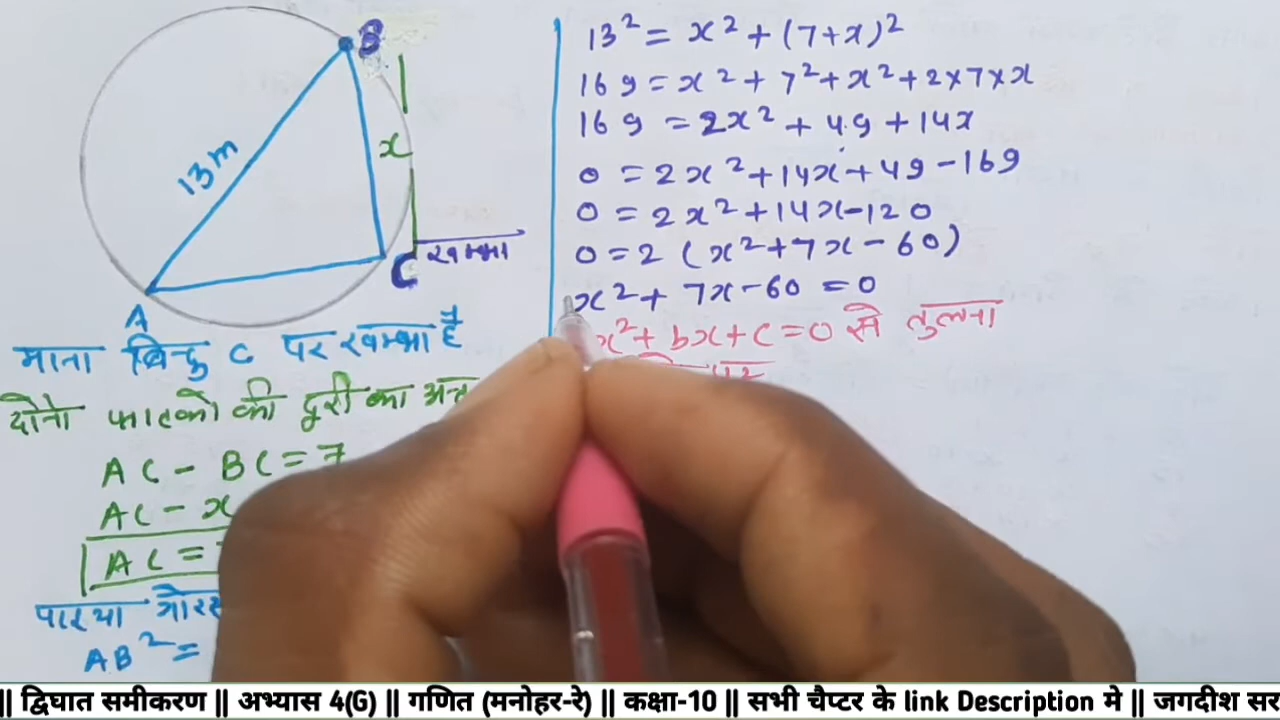 B
13 m
x
C
खम्भा
A
माना बिन्दु C पर खम्भा है
दोनो फाटको की दूरी का
AC - BC = 7
AC - x
AC =
पाइथा
AB² =
13² = x² + (7+x)²
169 = x² + 7² + x² + 2×7×x
169 = 2x² + 49 + 14x
0 = 2x² + 14x + 49 - 169
0 = 2x² + 14x - 120
0 = 2 (x² + 7x - 60)
x² + 7x - 60 = 0
x² + bx + c = 0 से तुलना
पर
|| द्विघात समीकरण || अभ्यास 4(G) || गणित (मनोहर-रे) || कक्षा-10 || सभी चैप्टर के link Description मे || जगदीश सर